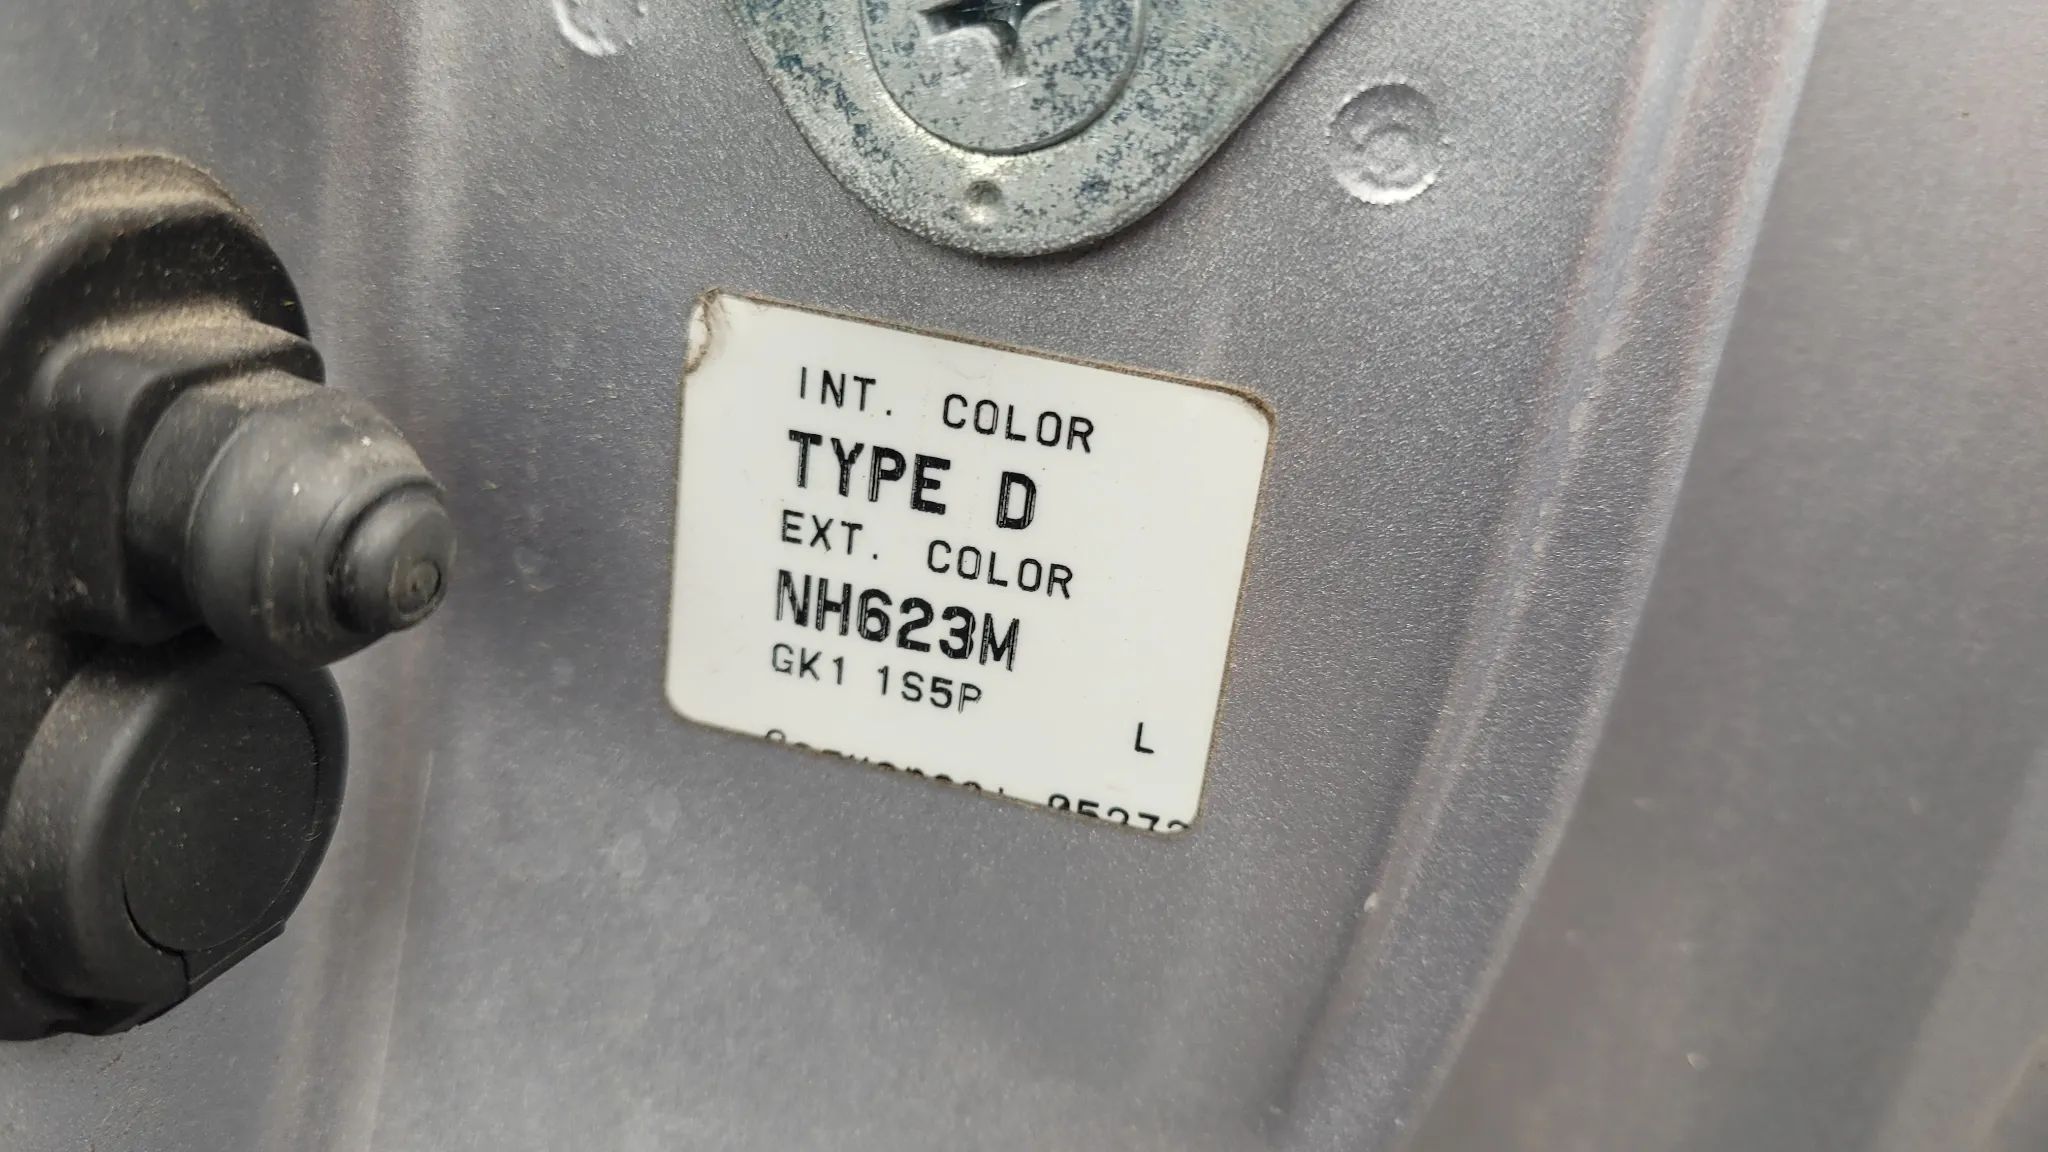 INT. COLOR
TYPE D
EXT. COLOR
NH623M
GK1 1S5P
L